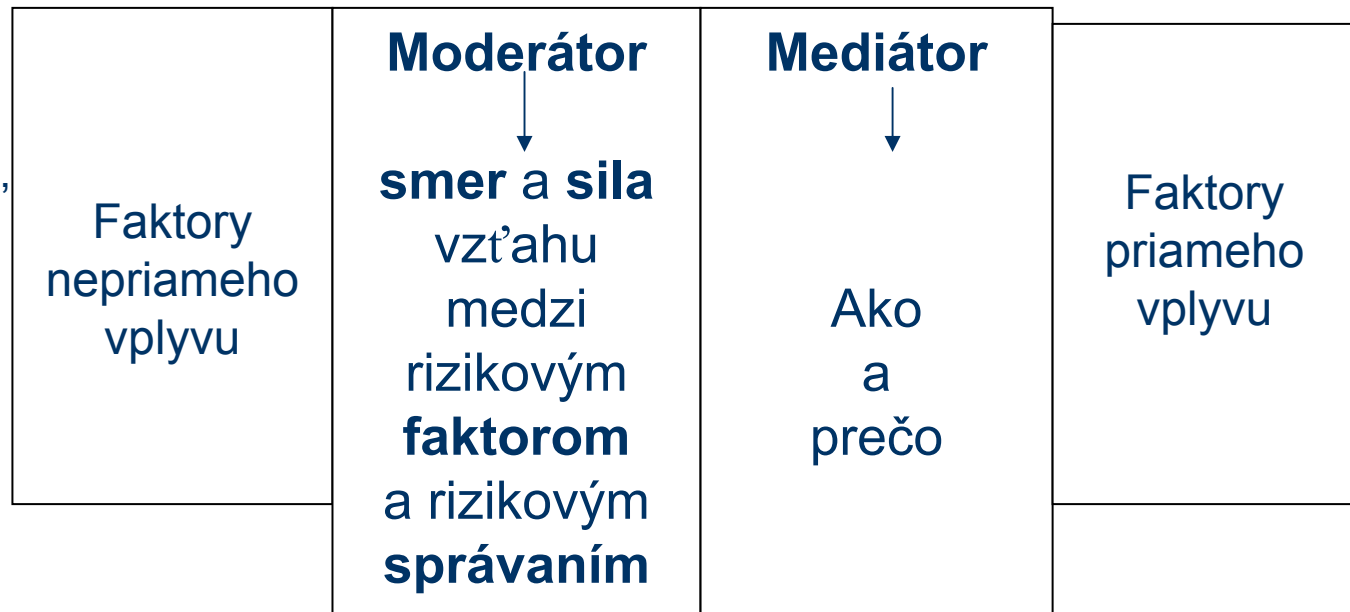 ,
Faktory
nepriameho
vplyvu
Moderátor
smer a sila
vzťahu
medzi
rizikovým
faktorom
a rizikovým
správaním
Mediátor
Ako
a
prečo
Faktory
priameho
vplyvu